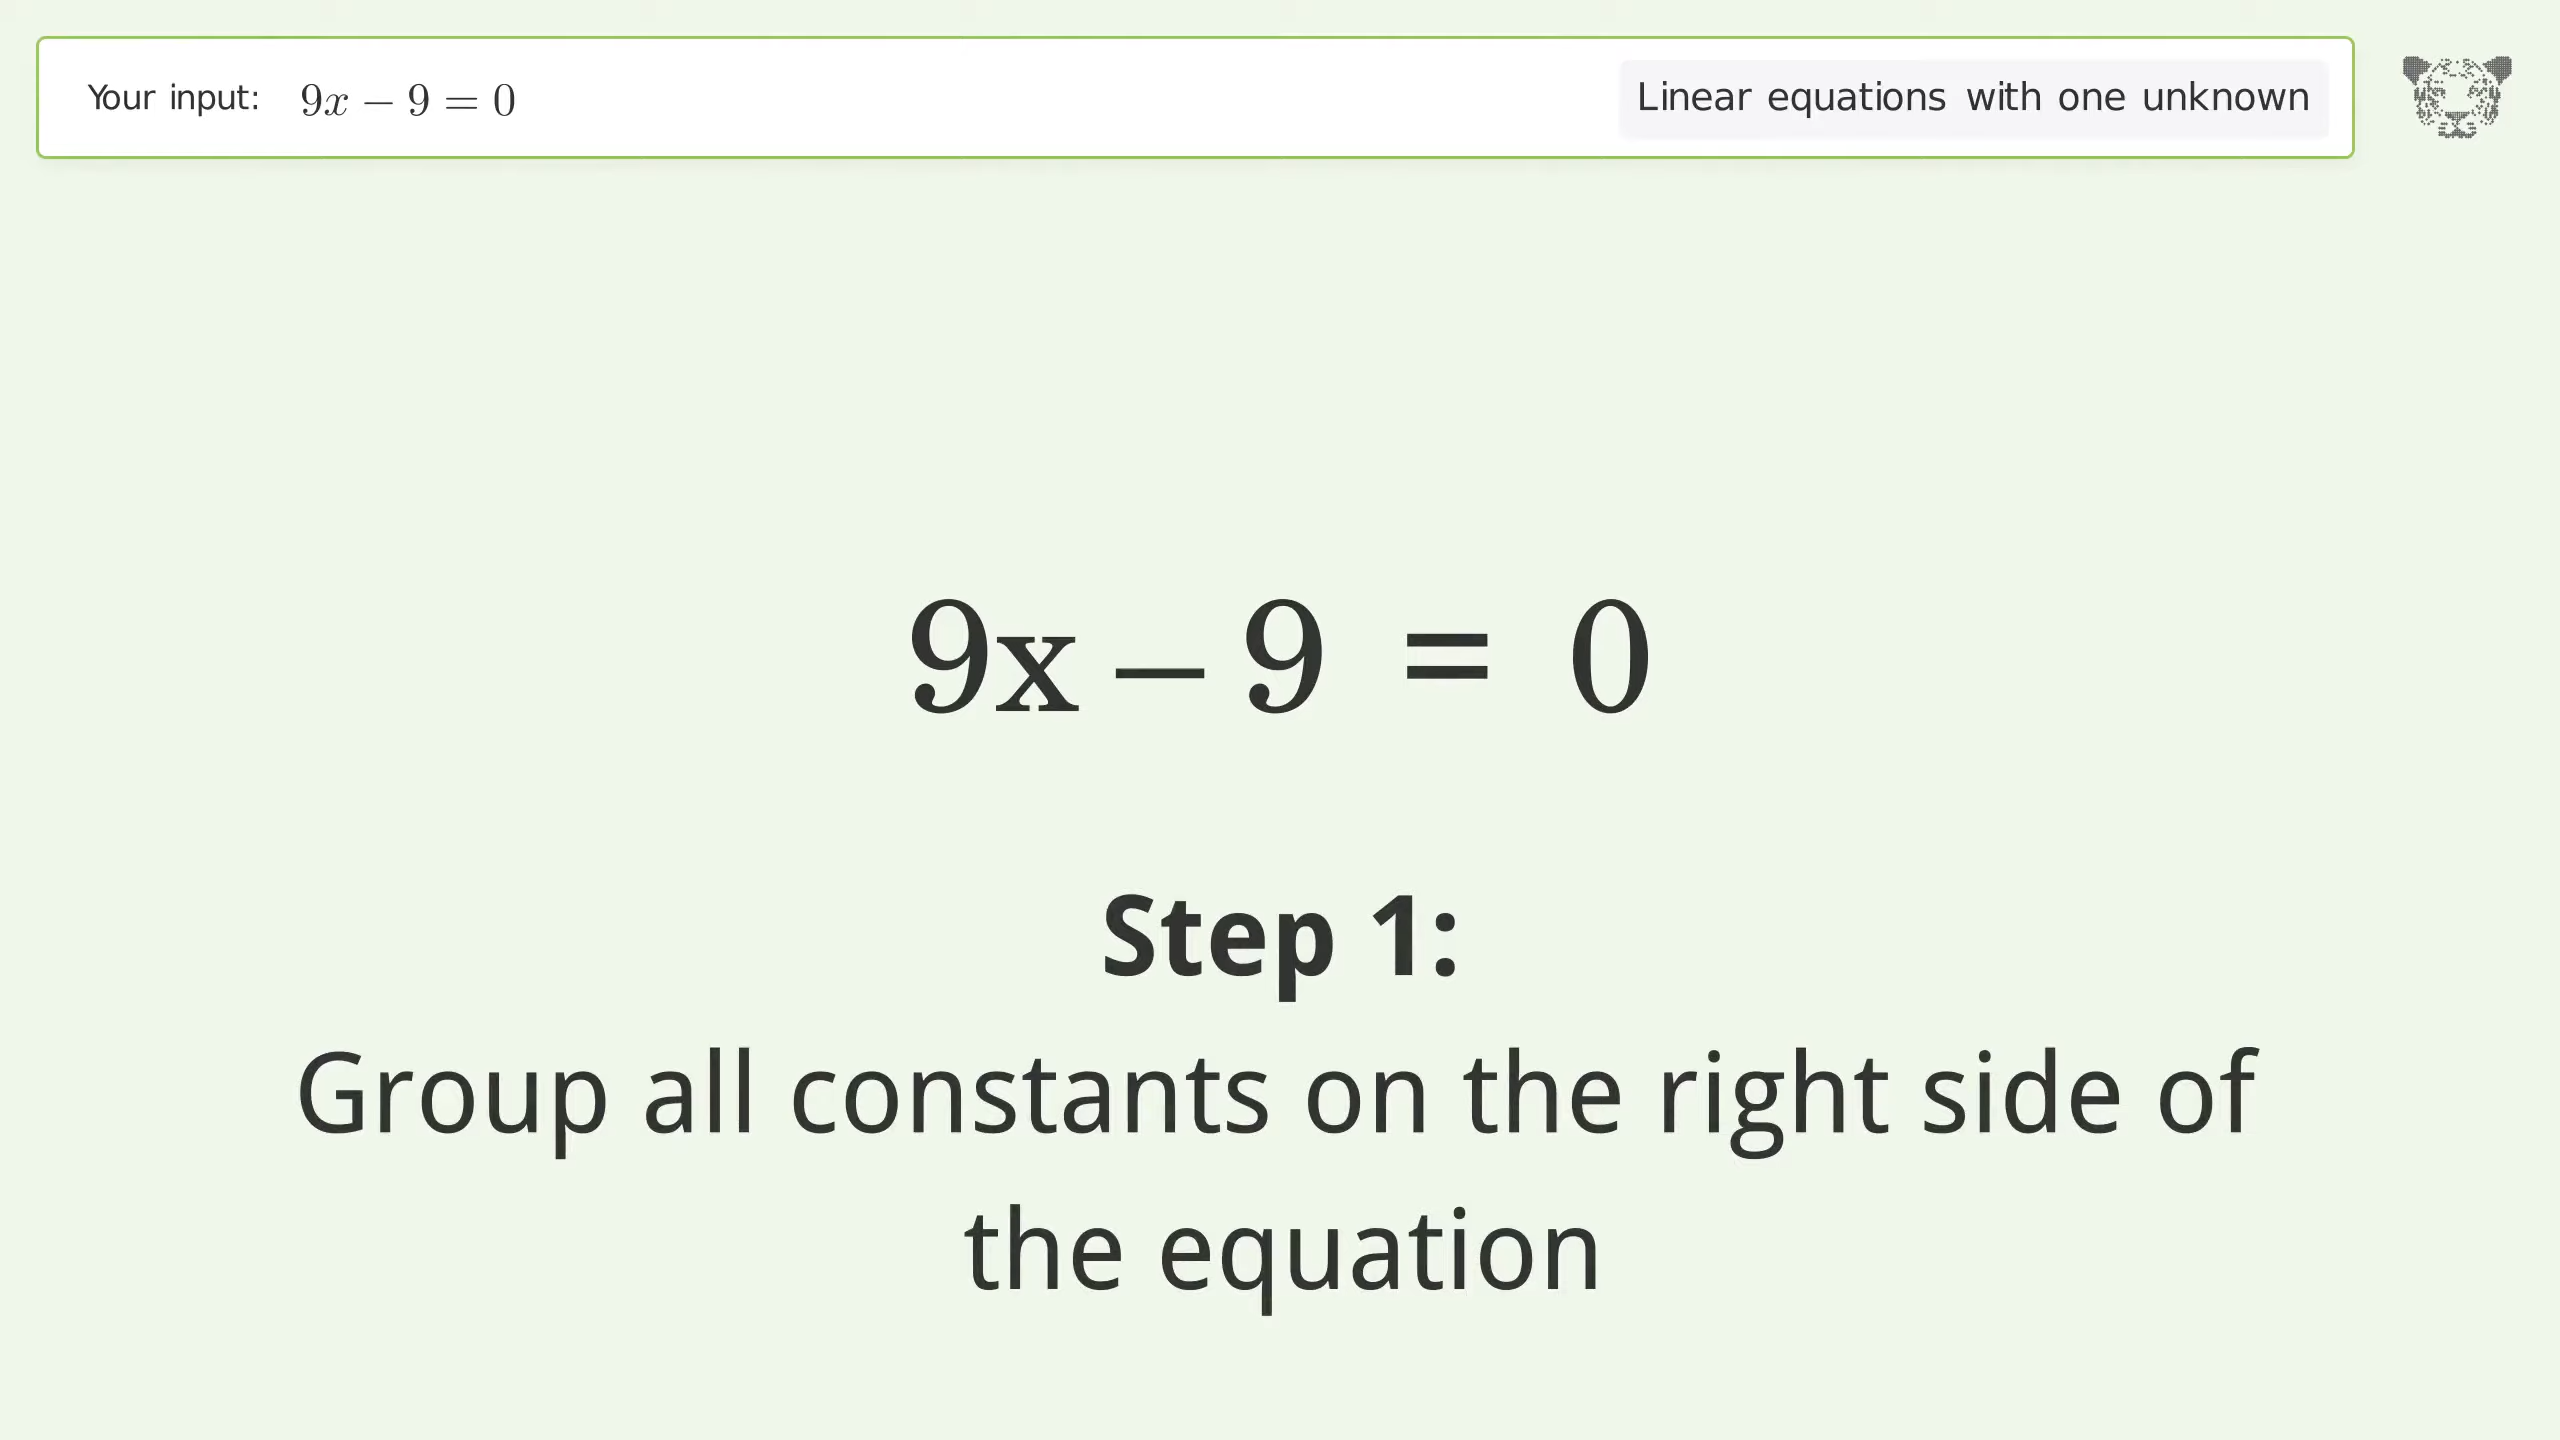 Your input: 9x − 9 = 0
Linear equations with one unknown
9x – 9 = 0
Step 1:
Group all constants on the right side of
the equation